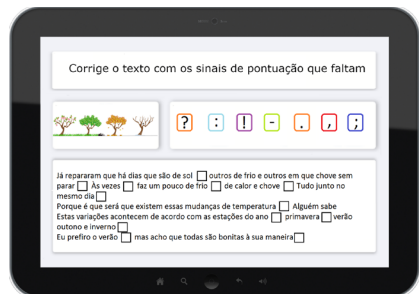 Corrige o texto com os sinais de pontuação que faltam
? : ! - . , ;
Já repararam que há dias que são de sol □ outros de frio e outros em que chove sem
parar □ Às vezes □ faz um pouco de frio □ de calor e chove □ Tudo junto no
mesmo dia □
Porque é que será que existem essas mudanças de temperatura □ Alguém sabe
Estas variações acontecem de acordo com as estações do ano □ primavera □ verão
outono e inverno □
Eu prefiro o verão □ mas acho que todas são bonitas à sua maneira □